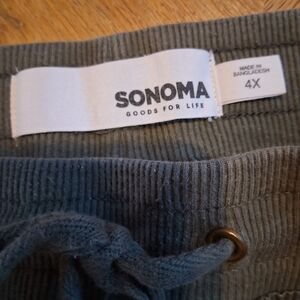 SONOMA
GOODS FOR LIFE
MADE IN
BANGLADESH
4X